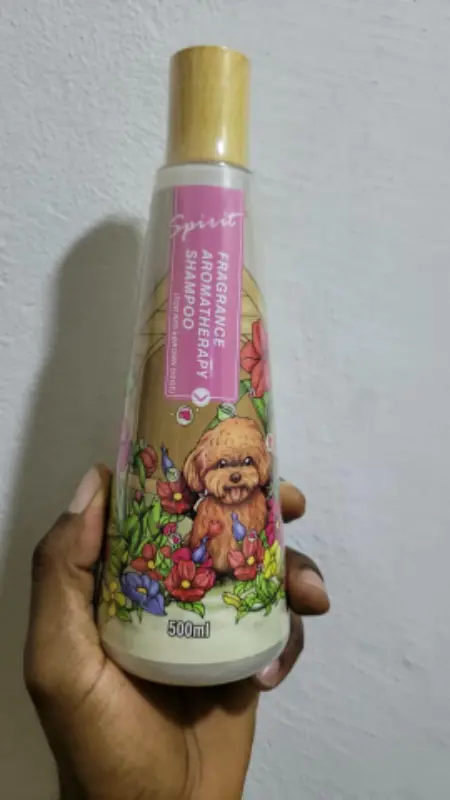 Spirit
FRAGRANCE
AROMATHERAPY
SHAMPOO
500ml